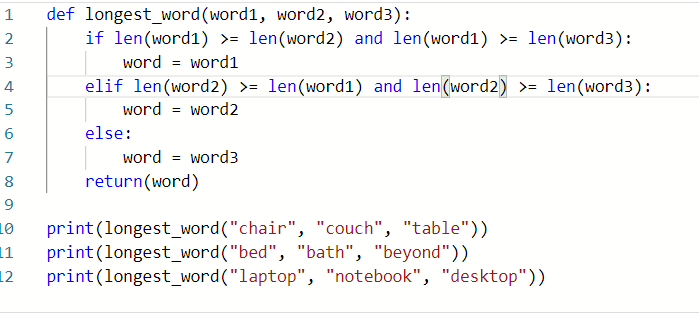 1 def longest_word(word1, word2, word3):
2     if len(word1) >= len(word2) and len(word1) >= len(word3):
3         word = word1
4     elif len(word2) >= len(word1) and len(word2) >= len(word3):
5         word = word2
6     else:
7         word = word3
8     return(word)
9
10 print(longest_word("chair", "couch", "table"))
11 print(longest_word("bed", "bath", "beyond"))
12 print(longest_word("laptop", "notebook", "desktop"))